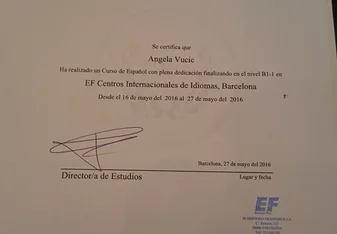 Se certifica que
Angela Vucic
Ha realizado un Curso de Español con plena dedicación finalizando en el nivel B1-1 en
EF Centros Internacionales de Idiomas, Barcelona
Desde el 16 de mayo del 2016 al 27 de mayo del 2016
Barcelona, 27 de mayo del 2016
Director/a de Estudios
Lugar y fecha
EF